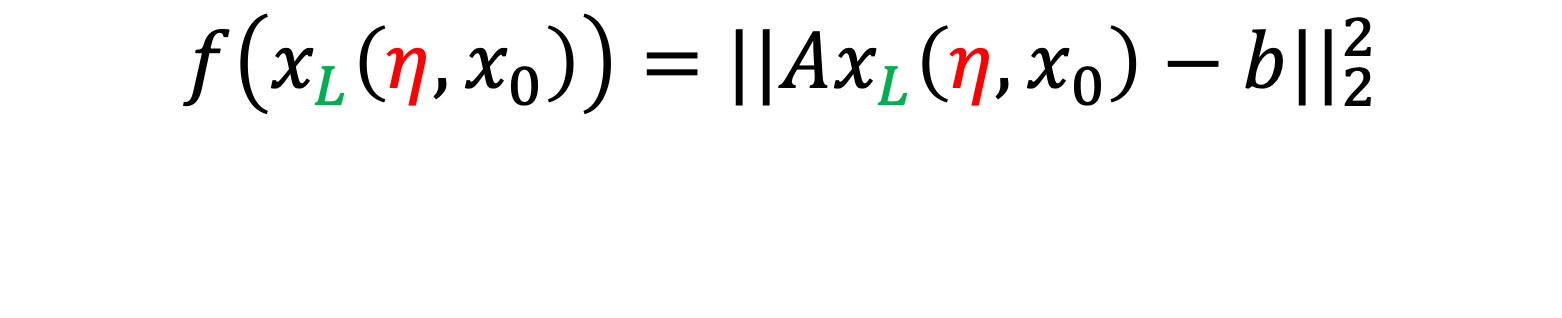 f(x_L(η, x_0)) = ||Ax_L(η, x_0) − b||_2^2